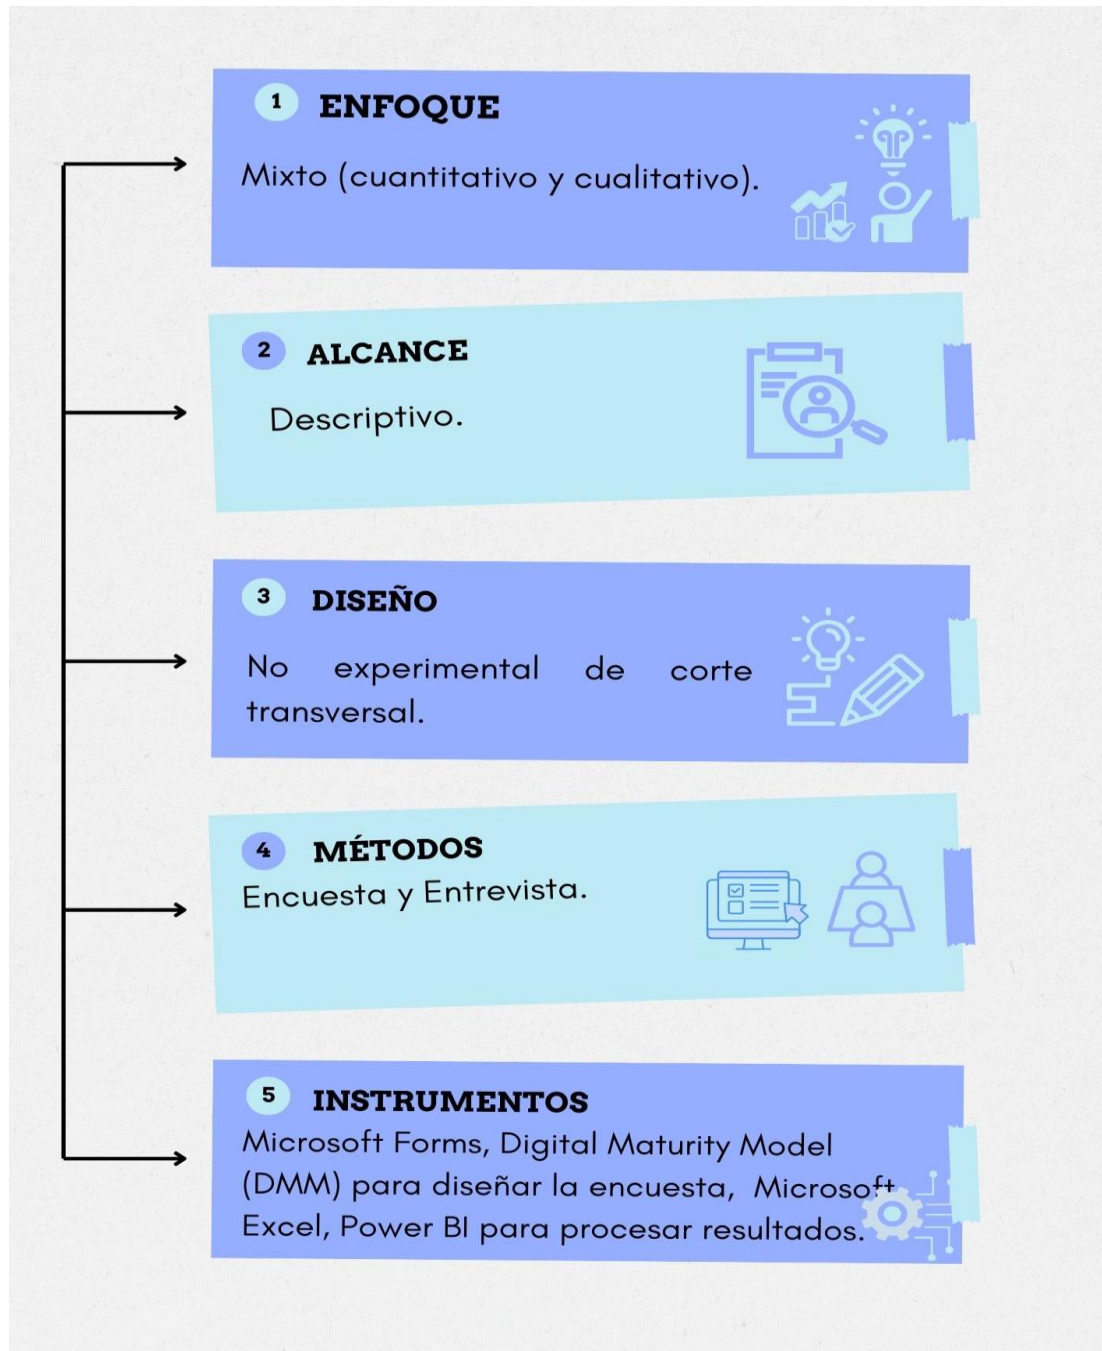 1 ENFOQUE
Mixto (cuantitativo y cualitativo).
2 ALCANCE
Descriptivo.
3 DISEÑO
No experimental de corte
transversal.
4 MÉTODOS
Encuesta y Entrevista.
5 INSTRUMENTOS
Microsoft Forms, Digital Maturity Model
(DMM) para diseñar la encuesta, Microsoft
Excel, Power BI para procesar resultados.